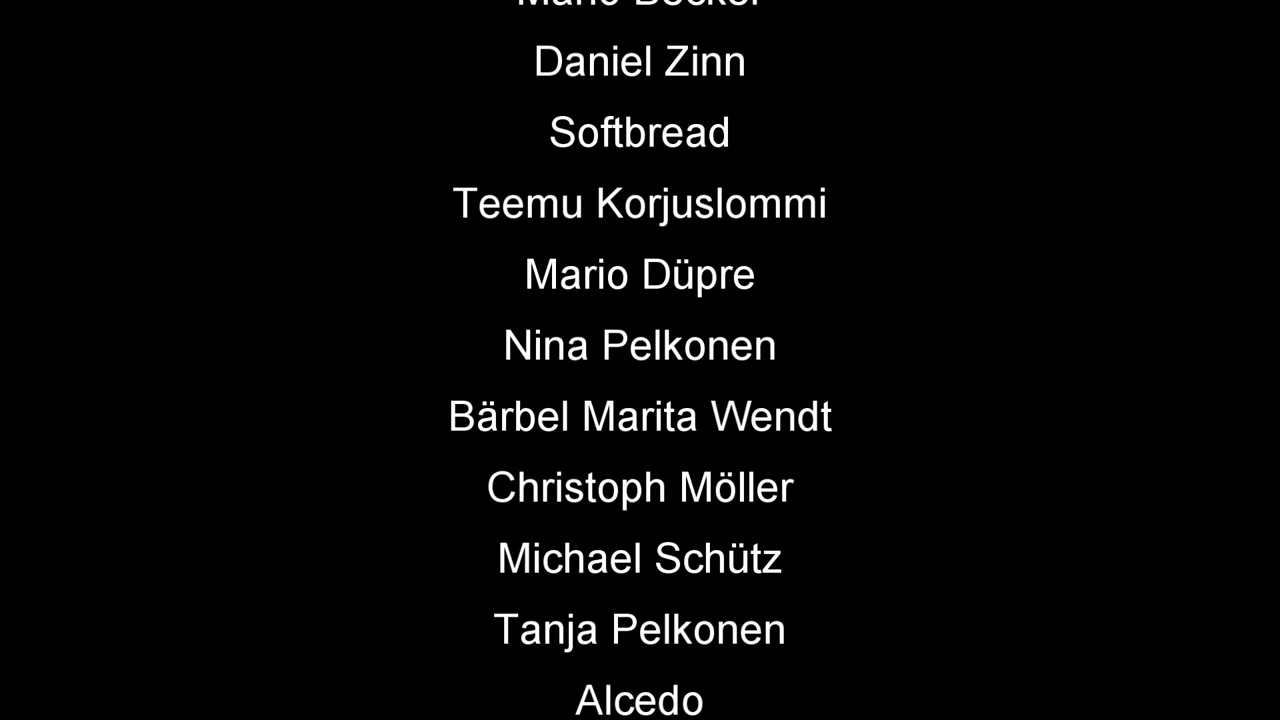 Daniel Zinn
Softbread
Teemu Korjuslommi
Mario Düpre
Nina Pelkonen
Bärbel Marita Wendt
Christoph Möller
Michael Schütz
Tanja Pelkonen
Alcedo